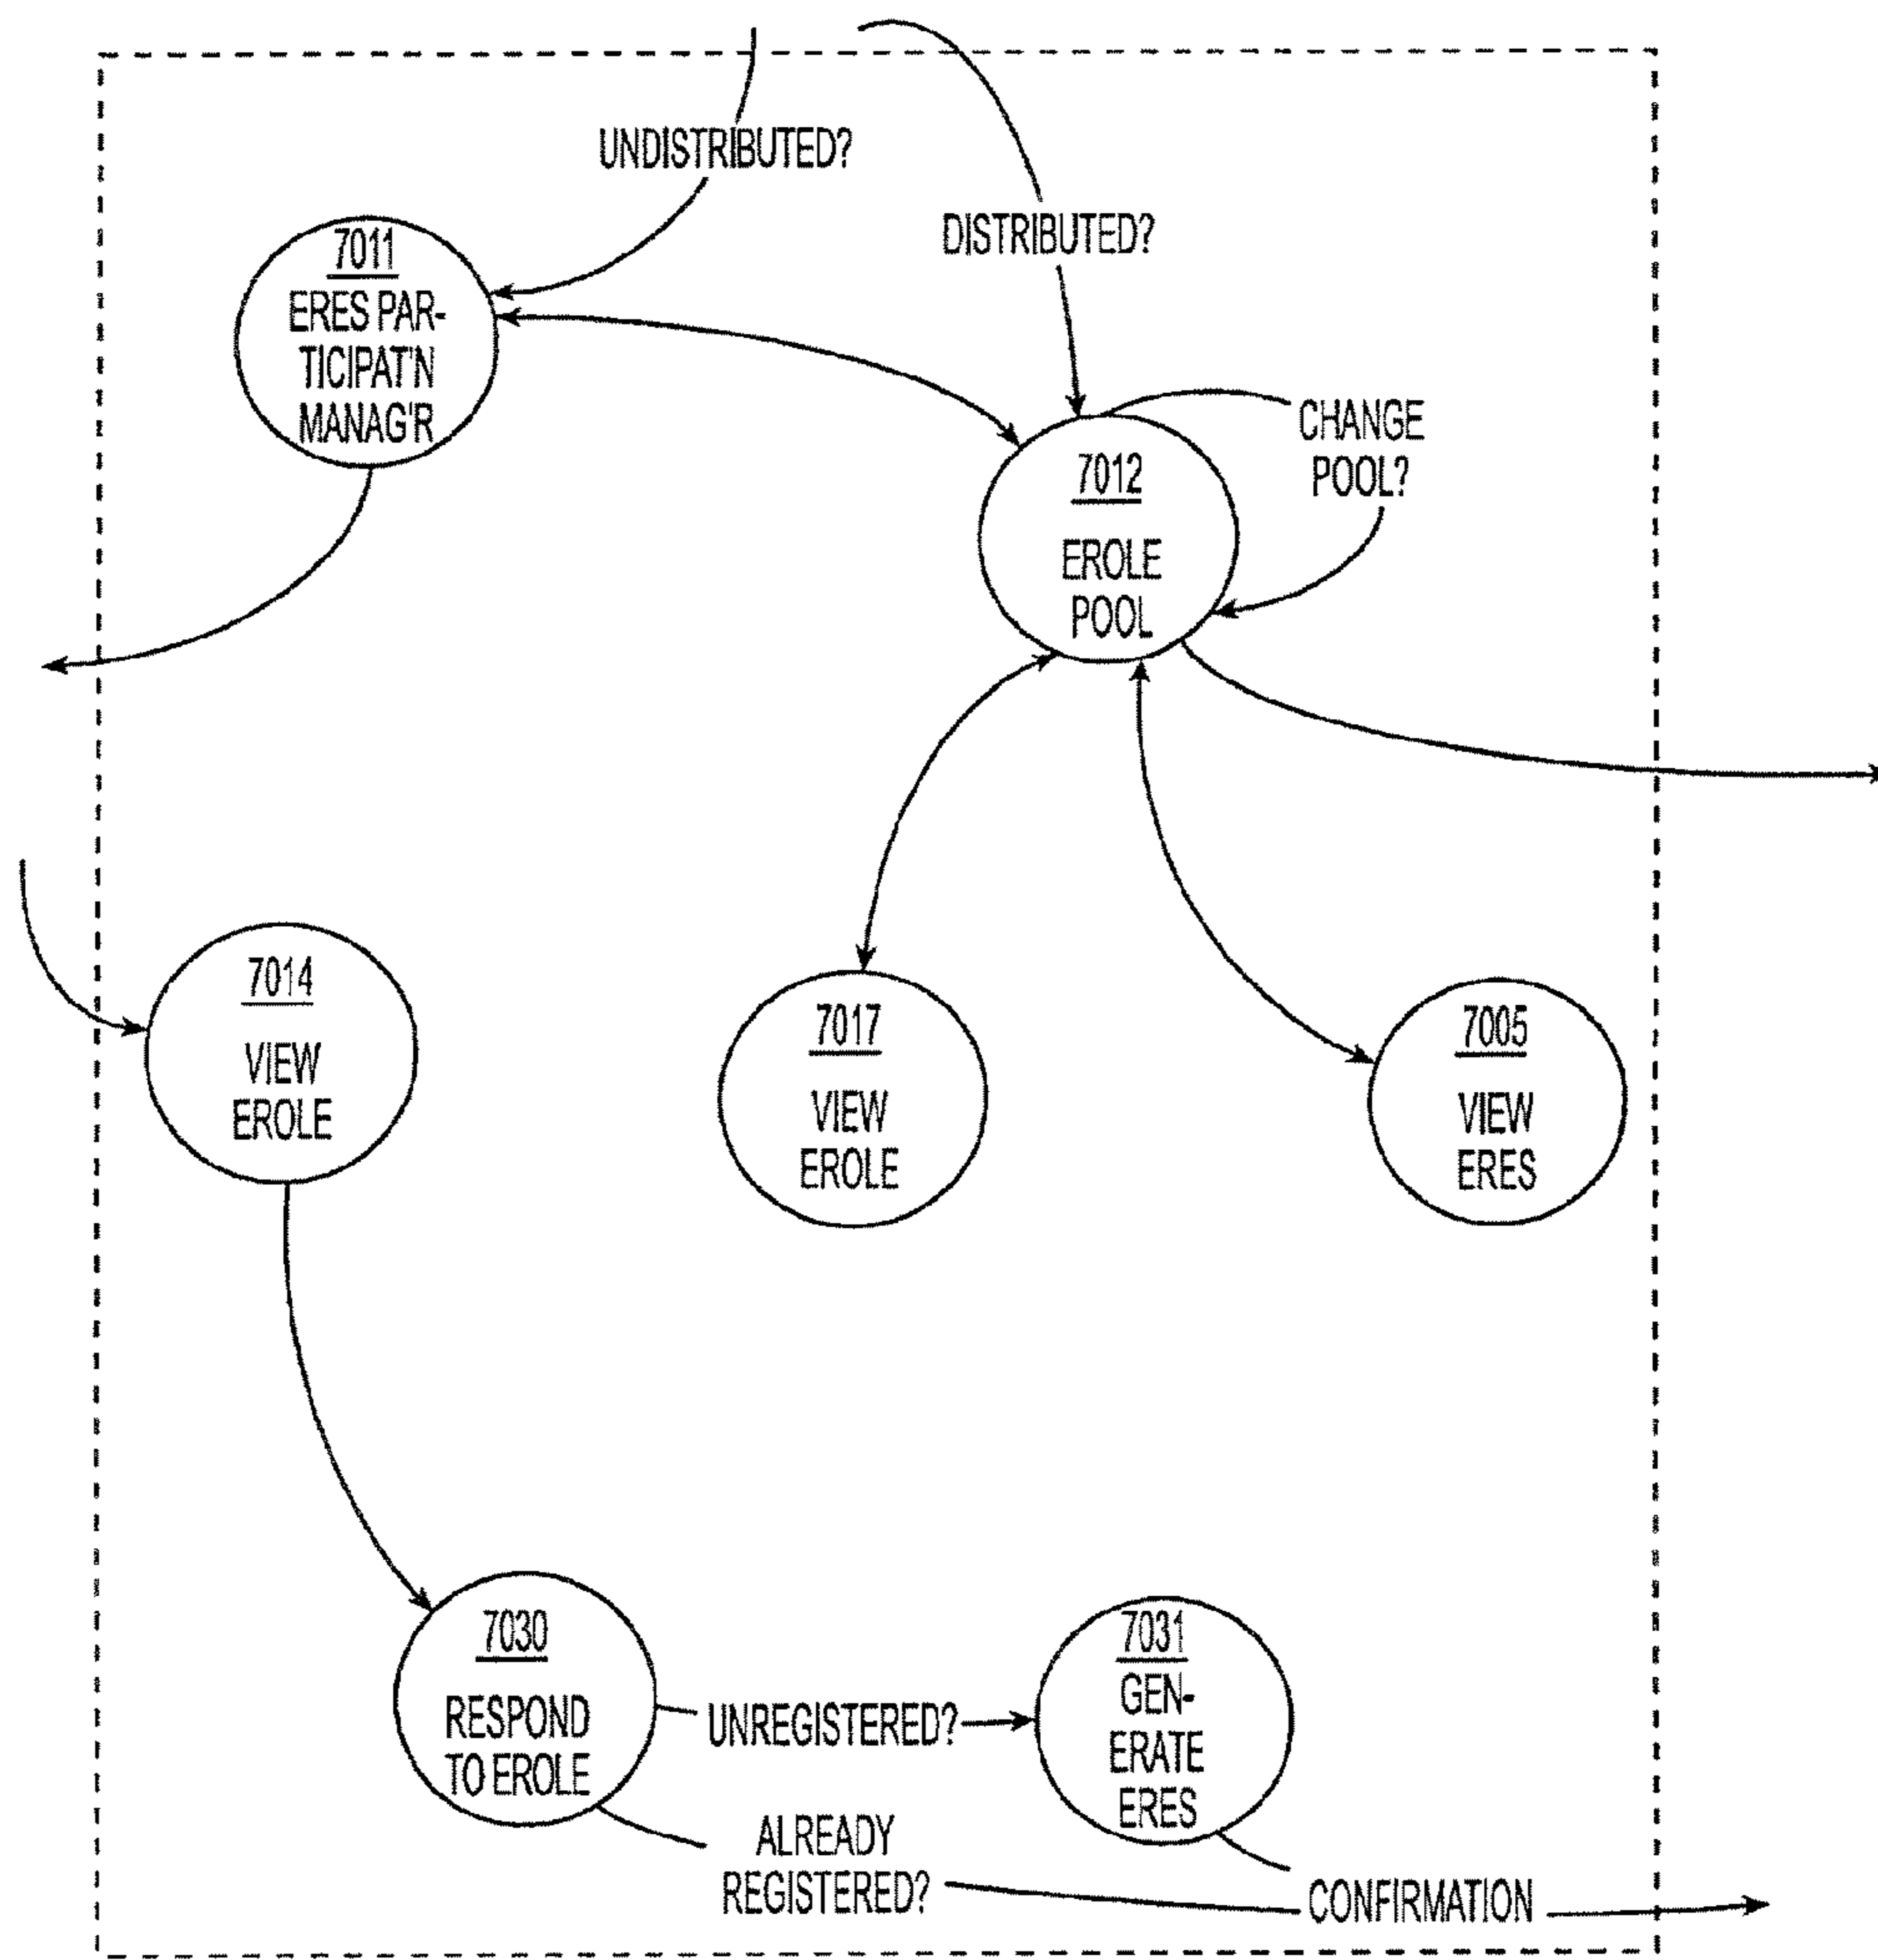 UNDISTRIBUTED?
DISTRIBUTED?
7011
ERES PAR-
TICIPAT'N
MANAG'R
CHANGE
POOL?
7012
EROLE
POOL
7014
VIEW
EROLE
7017
VIEW
EROLE
7005
VIEW
ERES
7030
RESPOND
TO EROLE
UNREGISTERED?
7031
GEN-
ERATE
ERES
ALREADY
REGISTERED?
CONFIRMATION